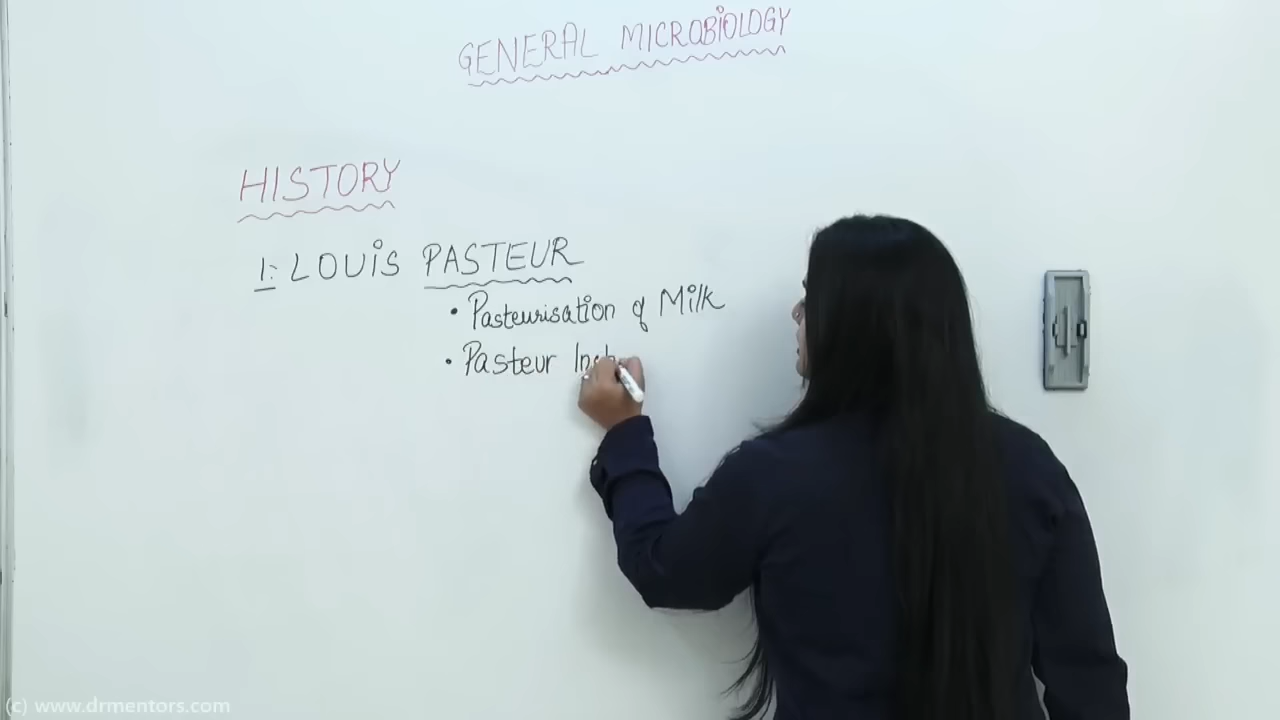 GENERAL MICROBIOLOGY
HISTORY
1: LOUIS PASTEUR
• Pasteurisation of Milk
• Pasteur
(c) www.drmentors.com